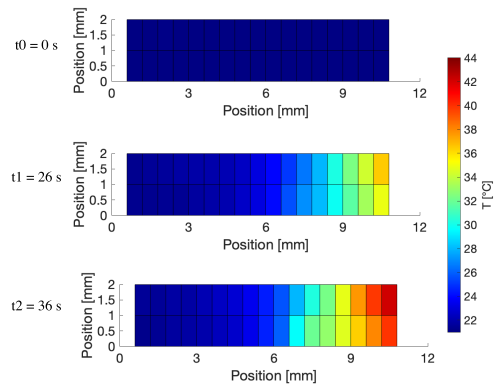 t0 = 0 s
Position [mm]
2
1.5
1
0.5
0
0 3 6 9 12
Position [mm]
t1 = 26 s
Position [mm]
2
1.5
1
0.5
0
0 3 6 9 12
Position [mm]
t2 = 36 s
Position [mm]
2
1.5
1
0.5
0
0 3 6 9 12
Position [mm]
44
42
40
38
36
34
32
30
28
26
24
22
T [°C]